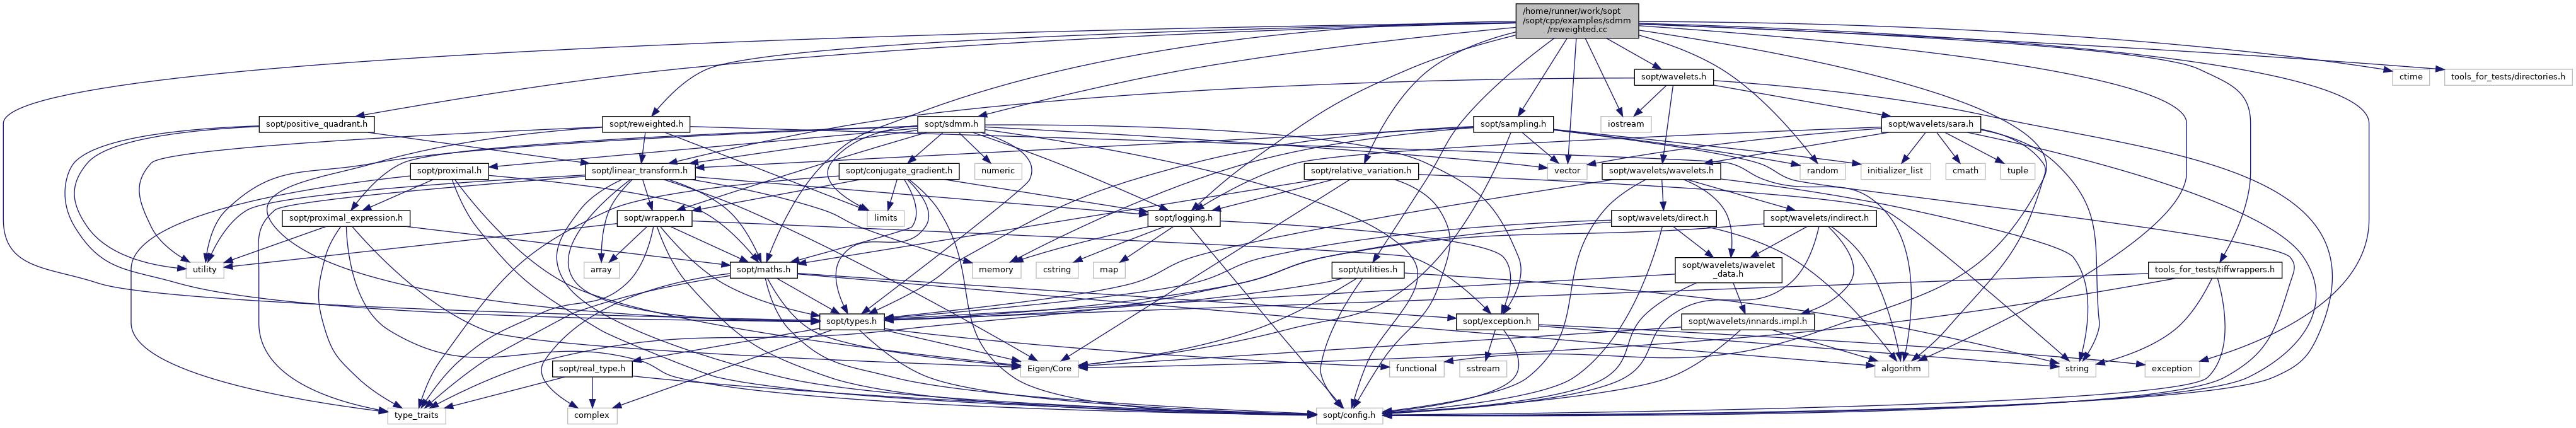 /home/runner/work/sopt
/sopt/cpp/examples/sdmm
/reweighted.cc
sopt/wavelets.h
ctime
tools_for_tests/directories.h
sopt/positive_quadrant.h
sopt/reweighted.h
sopt/sdmm.h
sopt/sampling.h
iostream
sopt/wavelets/sara.h
sopt/proximal.h
sopt/linear_transform.h
sopt/conjugate_gradient.h
numeric
sopt/relative_variation.h
vector
sopt/wavelets/wavelets.h
random
initializer_list
cmath
tuple
sopt/proximal_expression.h
sopt/wrapper.h
limits
sopt/logging.h
sopt/wavelets/direct.h
sopt/wavelets/indirect.h
utility
array
sopt/maths.h
memory
cstring
map
sopt/utilities.h
sopt/wavelets/wavelet
_data.h
tools_for_tests/tiffwrappers.h
sopt/types.h
sopt/exception.h
sopt/wavelets/innards.impl.h
sopt/real_type.h
Eigen/Core
functional
sstream
algorithm
string
exception
type_traits
complex
sopt/config.h